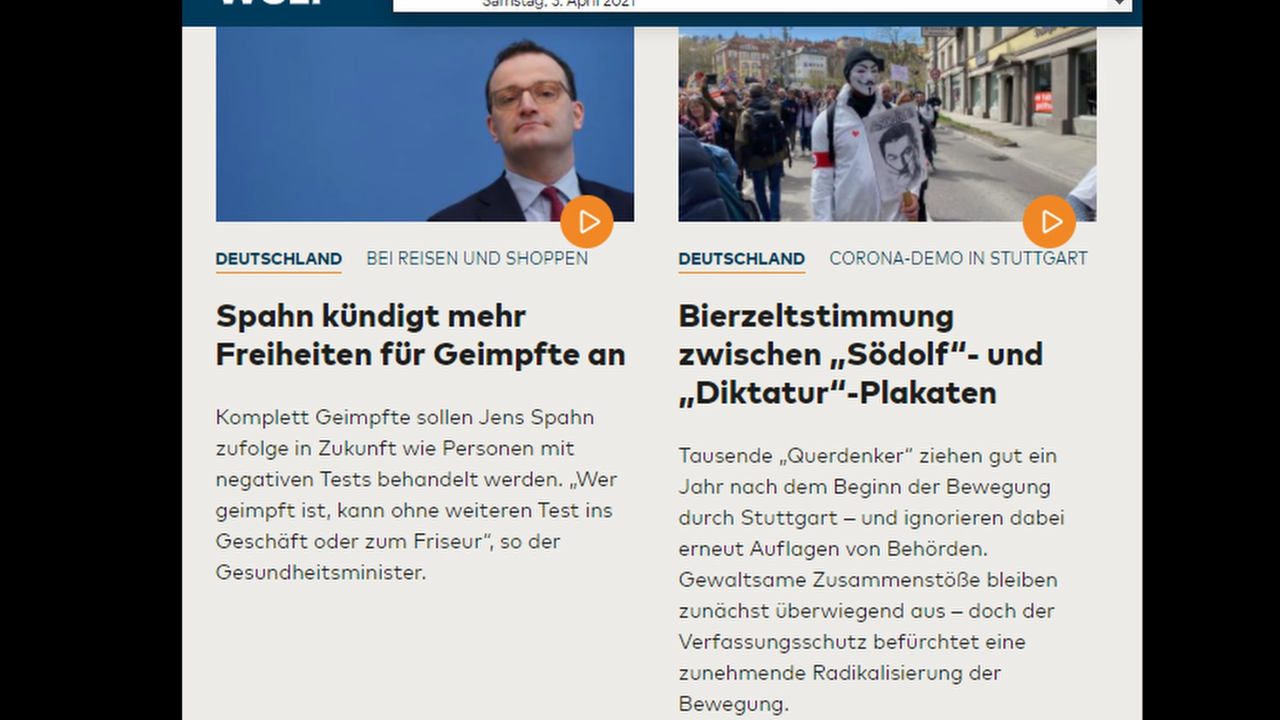 WELT
Samstag, 3. April 2021
DEUTSCHLAND BEI REISEN UND SHOPPEN
Spahn kündigt mehr
Freiheiten für Geimpfte an
Komplett Geimpfte sollen Jens Spahn
zufolge in Zukunft wie Personen mit
negativen Tests behandelt werden. „Wer
geimpft ist, kann ohne weiteren Test ins
Geschäft oder zum Friseur“, so der
Gesundheitsminister.
DEUTSCHLAND CORONA-DEMO IN STUTTGART
Bierzeltstimmung
zwischen „Södolf“- und
„Diktatur“-Plakaten
Tausende „Querdenker“ ziehen gut ein
Jahr nach dem Beginn der Bewegung
durch Stuttgart – und ignorieren dabei
erneut Auflagen von Behörden.
Gewaltsame Zusammenstöße bleiben
zunächst überwiegend aus – doch der
Verfassungsschutz befürchtet eine
zunehmende Radikalisierung der
Bewegung.